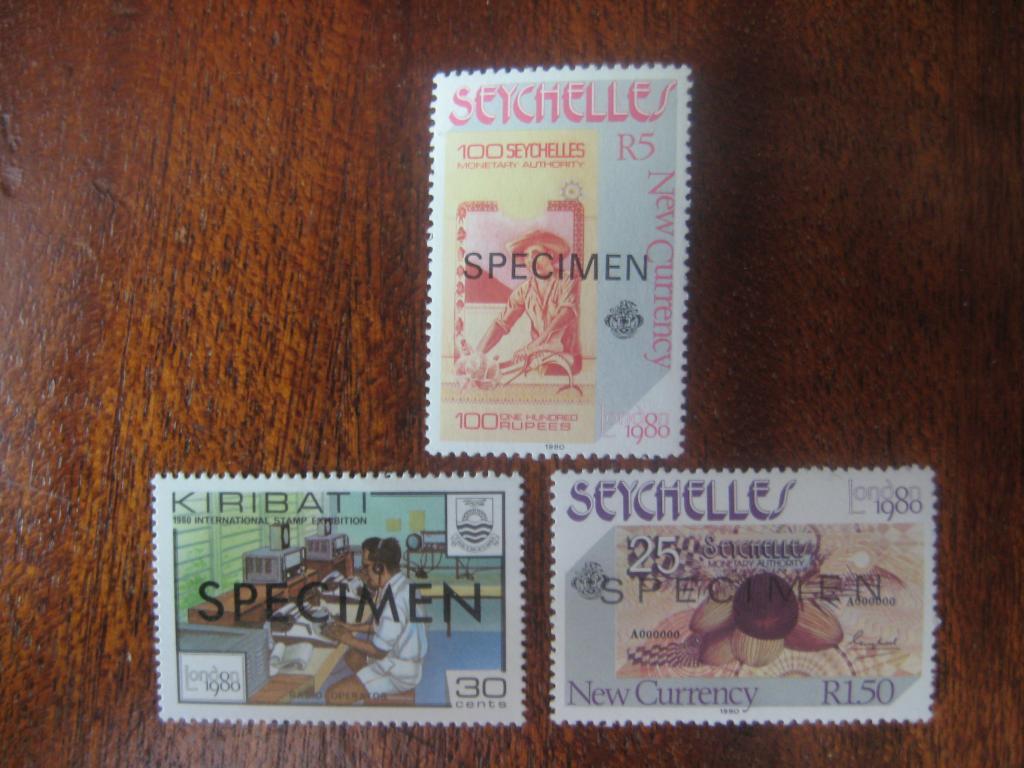 SEYCHELLES
R5
100 SEYCHELLES
MONETARY AUTHORITY
New Currency
SPECIMEN
100 ONE HUNDRED
RUPEES
London
1980
1980
KIRIBATI
1980 INTERNATIONAL STAMP EXHIBITION
SPECIMEN
London
1980
RADIO OPERATOR
30
cents
SEYCHELLES
London
1980
25 SEYCHELLES
MONETARY AUTHORITY
SPECIMEN
A000000
A000000
New Currency
R1.50
1980